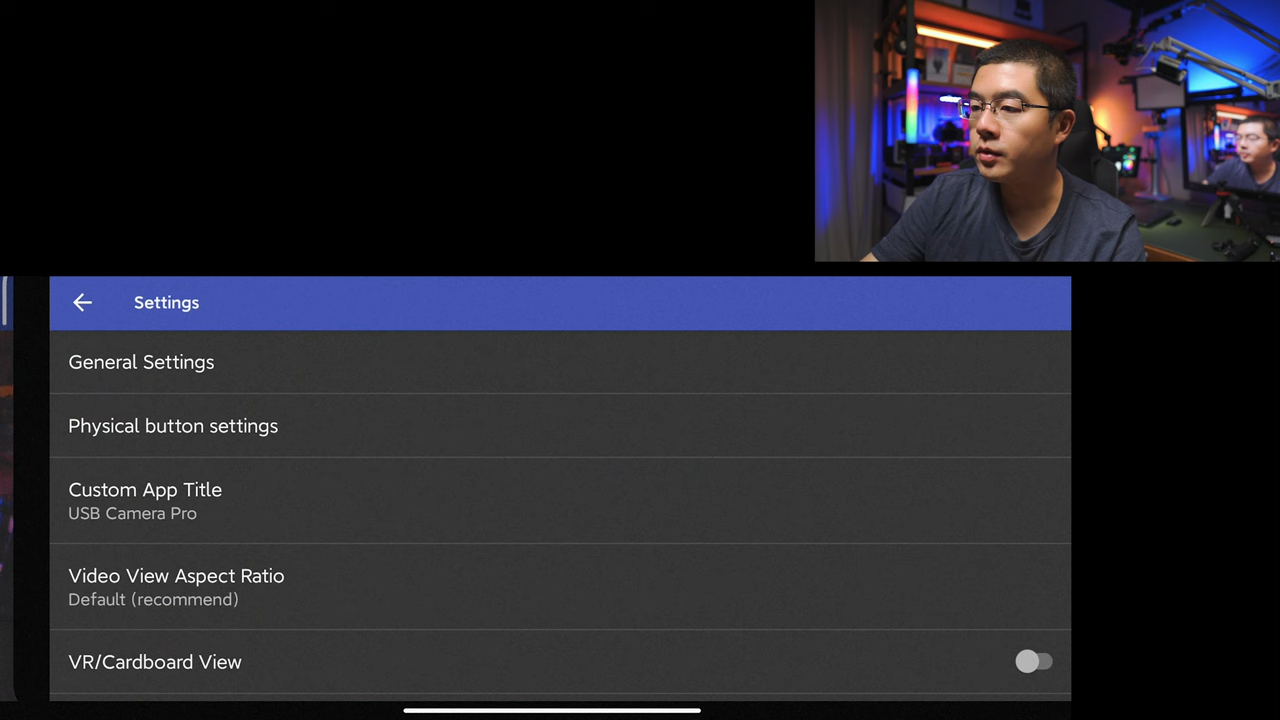 Settings
General Settings
Physical button settings
Custom App Title
USB Camera Pro
Video View Aspect Ratio
Default (recommend)
VR/Cardboard View